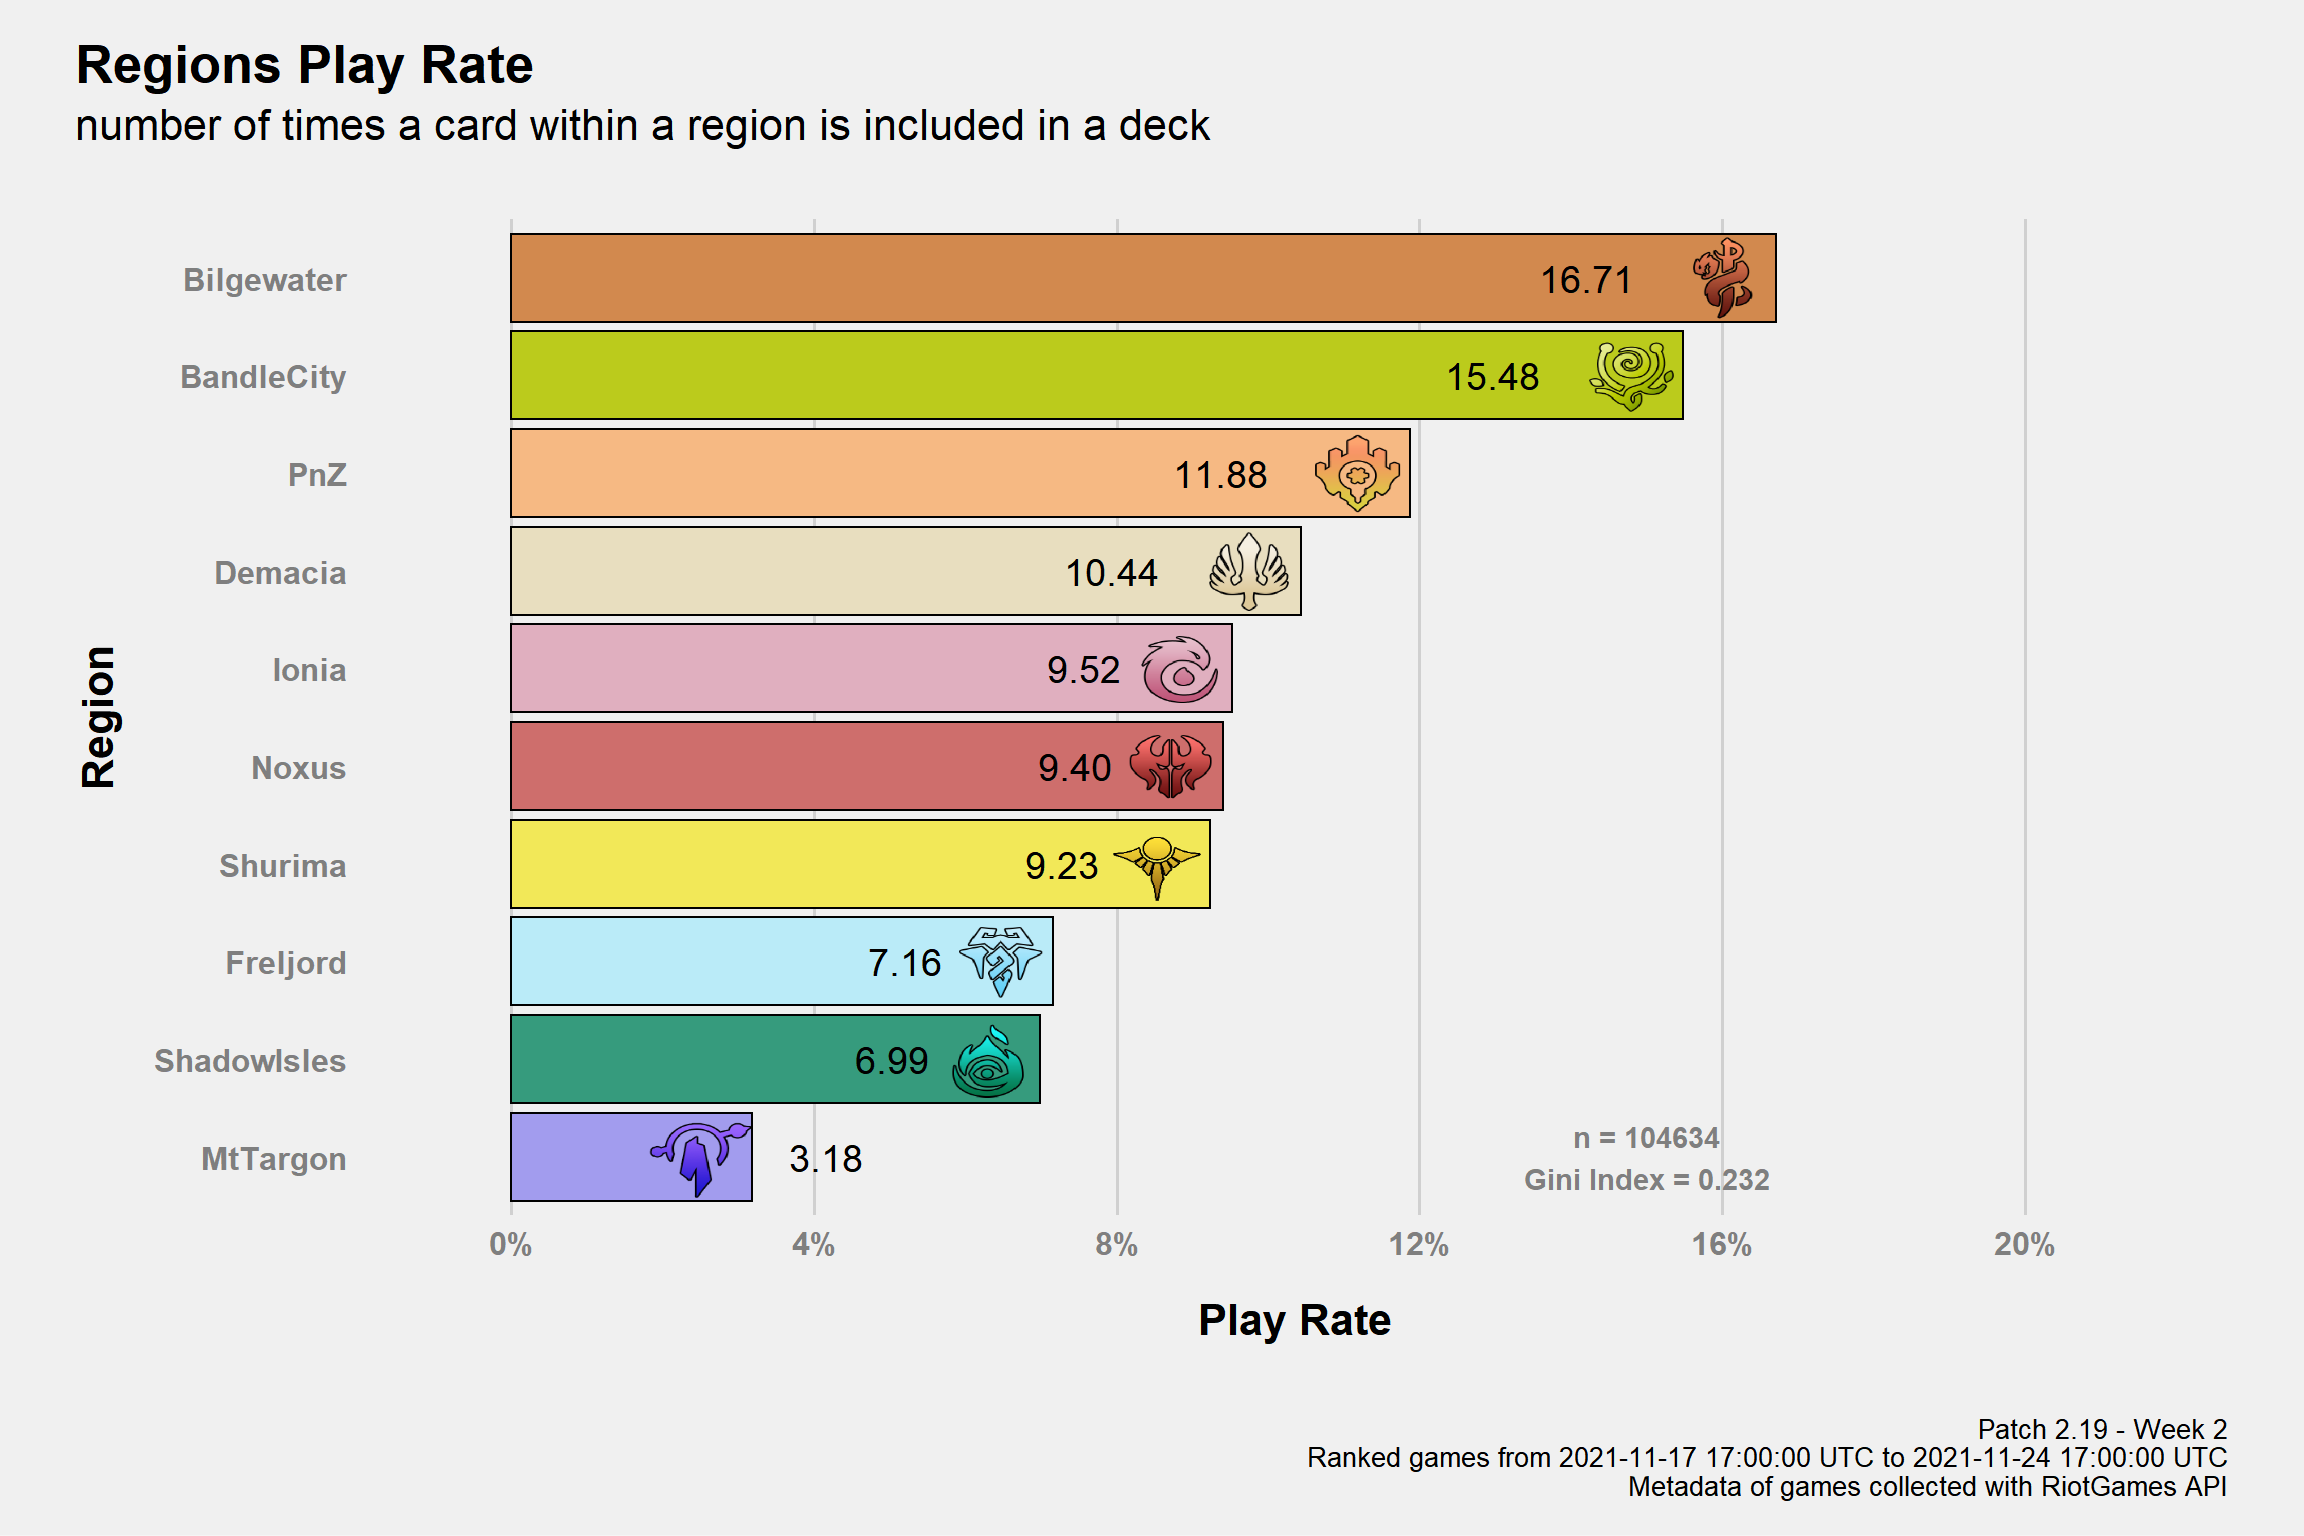 Regions Play Rate
number of times a card within a region is included in a deck
Region
Bilgewater 16.71
BandleCity 15.48
PnZ 11.88
Demacia 10.44
Ionia 9.52
Noxus 9.40
Shurima 9.23
Freljord 7.16
ShadowIsles 6.99
MtTargon 3.18
n = 104634
Gini Index = 0.232
0% 4% 8% 12% 16% 20%
Play Rate
Patch 2.19 - Week 2
Ranked games from 2021-11-17 17:00:00 UTC to 2021-11-24 17:00:00 UTC
Metadata of games collected with RiotGames API